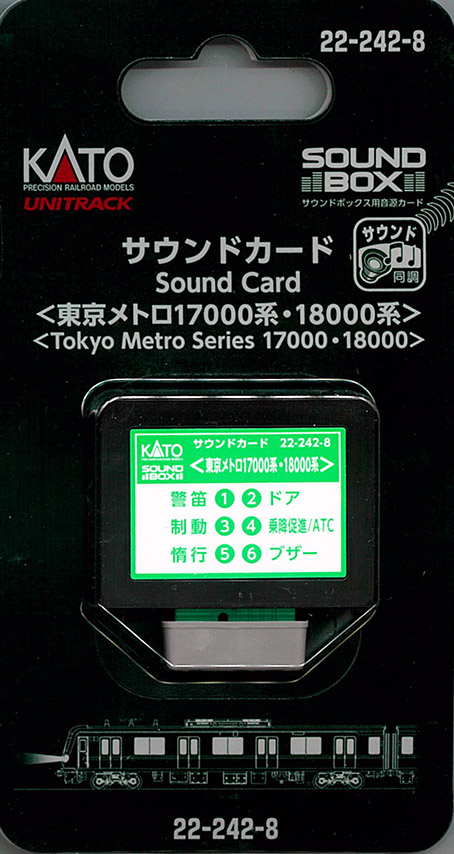 22-242-8
KATO
PRECISION RAILROAD MODELS
UNITRACK
SOUND
BOX
サウンドボックス用音源カード
サウンド
同調
サウンドカード
Sound Card
<東京メトロ17000系・18000系>
<Tokyo Metro Series 17000・18000>
KATO
サウンドカード 22-242-8
SOUND
BOX
<東京メトロ17000系・18000系>
警笛 1 2 ドア
制動 3 4 乗降促進/ATC
惰行 5 6 ブザー
22-242-8